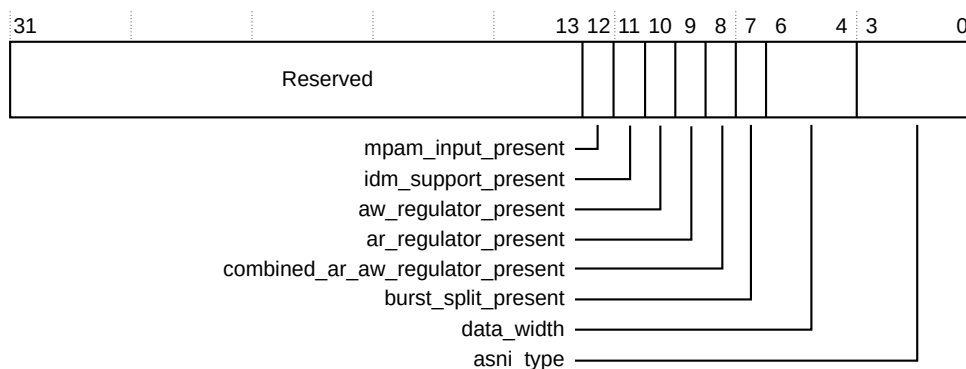 31 13 12 11 10 9 8 7 6 4 3 0
Reserved
mpam_input_present
idm_support_present
aw_regulator_present
ar_regulator_present
combined_ar_aw_regulator_present
burst_split_present
data_width
asni_type